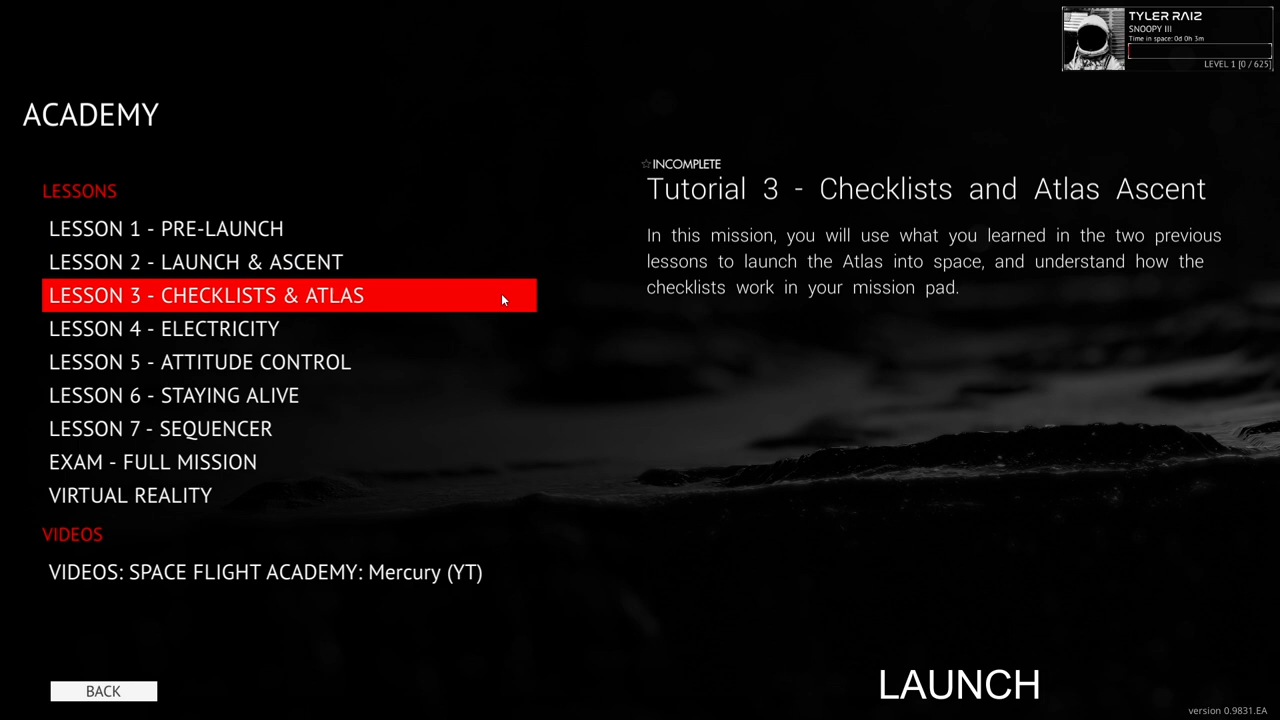 TYLER RAIZ
SNOOPY III
Time in space: 0d 0h 3m
LEVEL 1 [0 / 625]
ACADEMY
LESSONS
LESSON 1 - PRE-LAUNCH
LESSON 2 - LAUNCH & ASCENT
LESSON 3 - CHECKLISTS & ATLAS
LESSON 4 - ELECTRICITY
LESSON 5 - ATTITUDE CONTROL
LESSON 6 - STAYING ALIVE
LESSON 7 - SEQUENCER
EXAM - FULL MISSION
VIRTUAL REALITY
VIDEOS
VIDEOS: SPACE FLIGHT ACADEMY: Mercury (YT)
☆INCOMPLETE
Tutorial 3 - Checklists and Atlas Ascent
In this mission, you will use what you learned in the two previous
lessons to launch the Atlas into space, and understand how the
checklists work in your mission pad.
BACK
LAUNCH
version 0.9831.EA